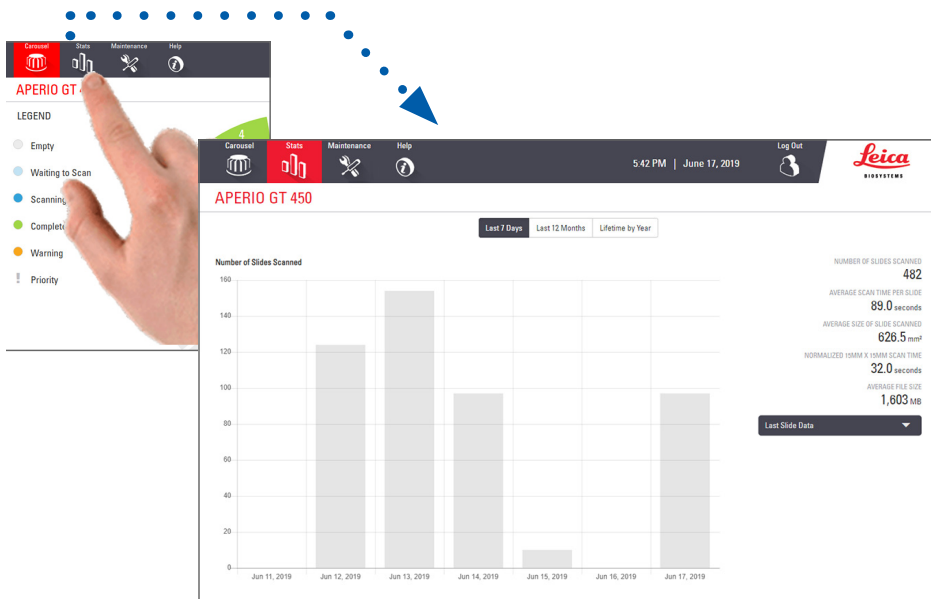 Carousel Stats Maintenance Help
APERIO GT 4
LEGEND
Empty
Waiting to Scan
Scanning
Complet
Warning
! Priority
4
Carousel Stats Maintenance Help
5:42 PM | June 17, 2019
Log Out
Leica
BIOSYSTEMS
APERIO GT 450
Last 7 Days Last 12 Months Lifetime by Year
Number of Slides Scanned
160
140
120
100
80
60
40
20
0
Jun 11, 2019 Jun 12, 2019 Jun 13, 2019 Jun 14, 2019 Jun 15, 2019 Jun 16, 2019 Jun 17, 2019
NUMBER OF SLIDES SCANNED
482
AVERAGE SCAN TIME PER SLIDE
89.0 seconds
AVERAGE SIZE OF SLIDE SCANNED
626.5 mm²
NORMALIZED 15MM X 15MM SCAN TIME
32.0 seconds
AVERAGE FILE SIZE
1,603 MB
Last Slide Data